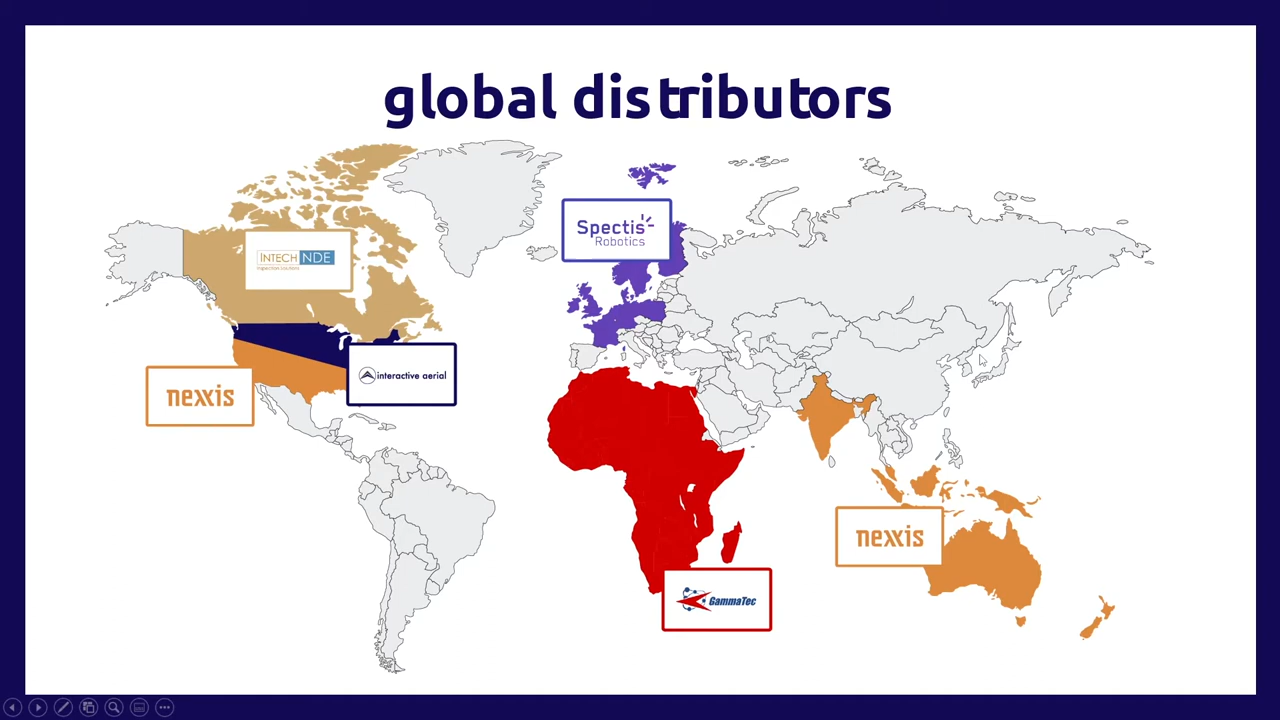 global distributors
Spectis
Robotics
INTECH NDE
Inspection Solutions
interactive aerial
nexxis
nexxis
GammaTec